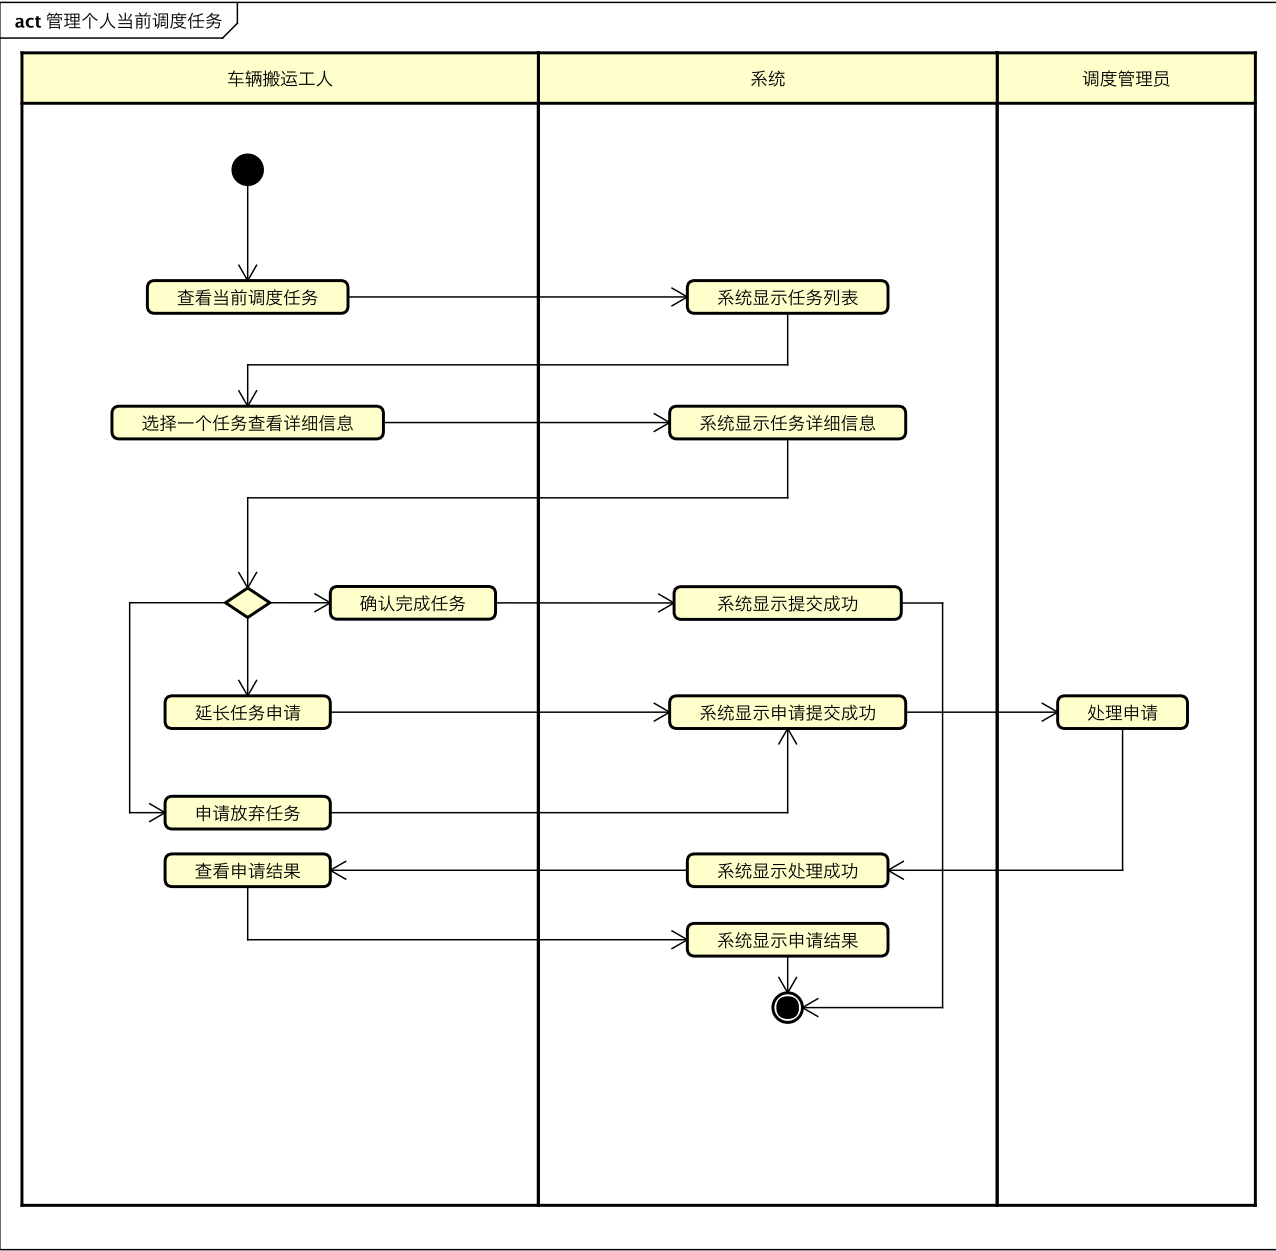 act 管理个人当前调度任务
车辆搬运工人
系统
调度管理员
查看当前调度任务
系统显示任务列表
选择一个任务查看详细信息
系统显示任务详细信息
确认完成任务
系统显示提交成功
延长任务申请
系统显示申请提交成功
处理申请
申请放弃任务
查看申请结果
系统显示处理成功
系统显示申请结果